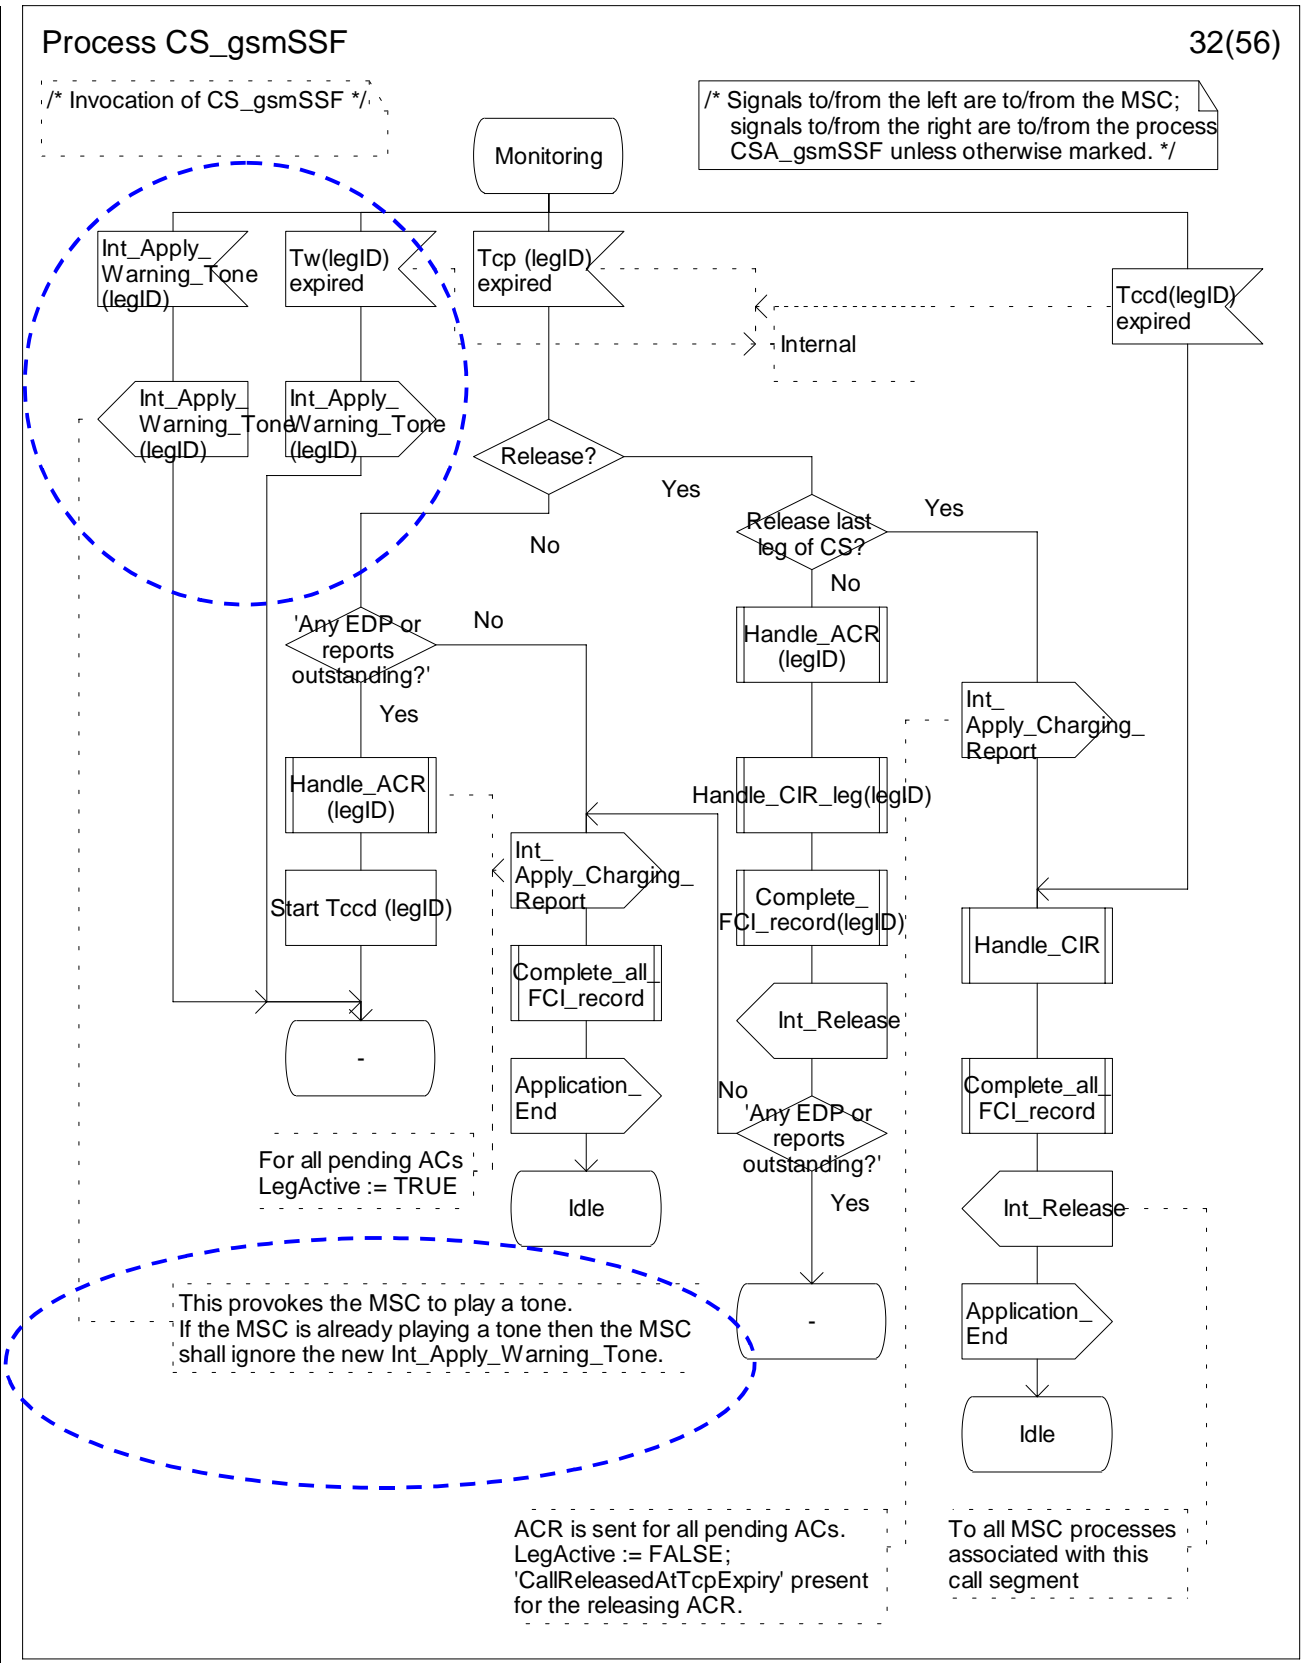 Process CS_gsmSSF
32(56)
/* Invocation of CS_gsmSSF */
/* Signals to/from the left are to/from the MSC;
signals to/from the right are to/from the process
CSA_gsmSSF unless otherwise marked. */
Monitoring
Int_Apply_
Warning_Tone
(legID)
Tw(legID)
expired
Tcp (legID)
expired
Tccd(legID)
expired
Internal
Int_Apply_
Warning_Tone
(legID)
Int_Apply_
Warning_Tone
(legID)
Release?
Yes
No
Release last
leg of CS?
Yes
No
'Any EDP or
reports
outstanding?'
No
Yes
Handle_ACR
(legID)
Int_
Apply_Charging_
Report
Handle_ACR
(legID)
Handle_CIR_leg(legID)
Int_
Apply_Charging_
Report
Start Tccd (legID)
Complete_
FCI_record(legID)
Handle_CIR
Complete_all_
FCI_record
Int_Release
-
Application_
End
No
'Any EDP or
reports
outstanding?'
Yes
Complete_all_
FCI_record
For all pending ACs
LegActive := TRUE
Idle
Int_Release
This provokes the MSC to play a tone.
If the MSC is already playing a tone then the MSC
shall ignore the new Int_Apply_Warning_Tone.
-
Application_
End
Idle
ACR is sent for all pending ACs.
LegActive := FALSE;
'CallReleasedAtTcpExpiry' present
for the releasing ACR.
To all MSC processes
associated with this
call segment